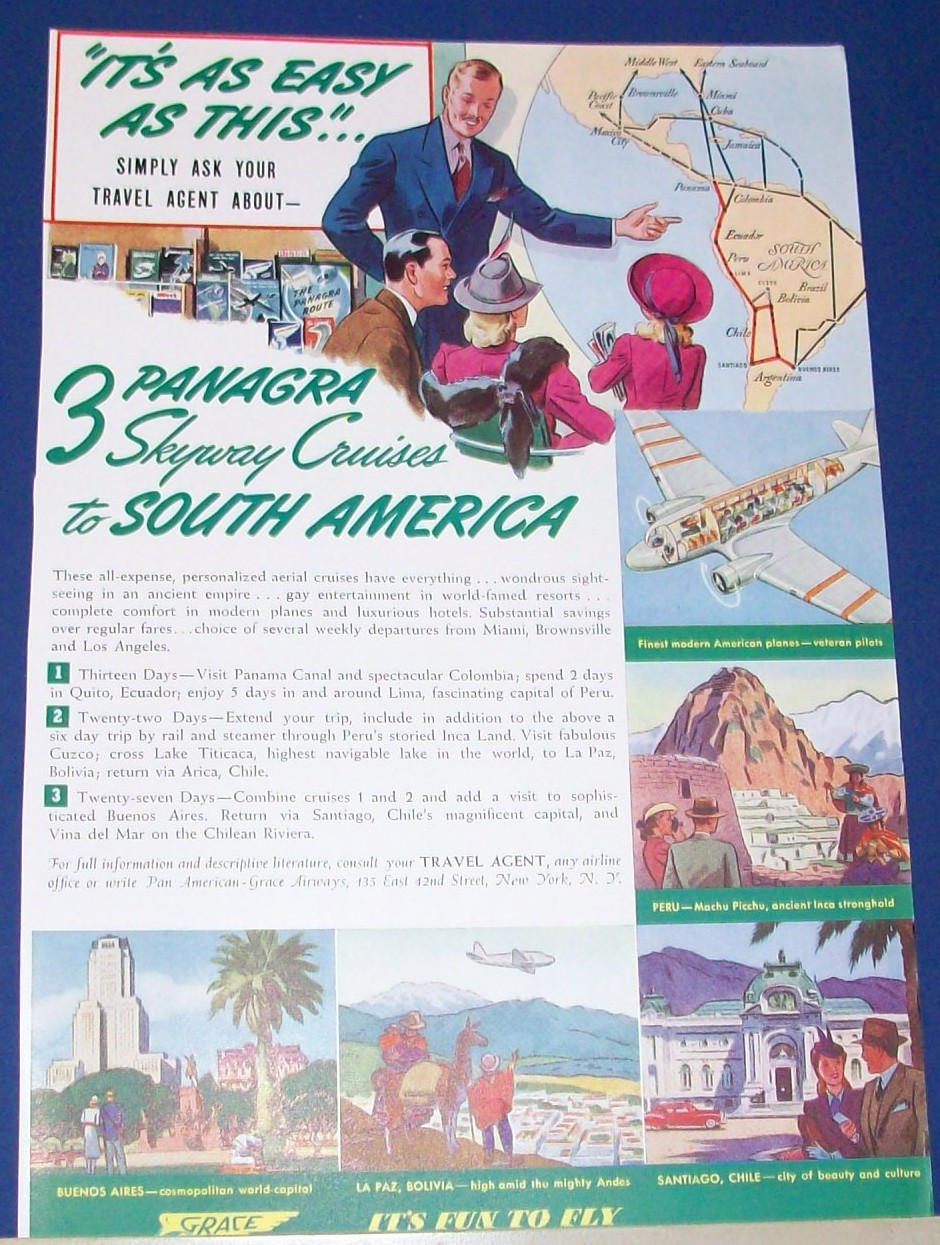 "IT'S AS EASY
AS THIS"...
SIMPLY ASK YOUR
TRAVEL AGENT ABOUT—
Middle West
Eastern Seaboard
Pacific Coast
Brownsville
Miami
Cuba
Mexico City
Jamaica
Panama
Colombia
Ecuador
SOUTH AMERICA
Peru
LIMA
Brazil
Bolivia
Chile
SANTIAGO
BUENOS AIRES
Argentina
THE PANAGRA ROUTE
3 PANAGRA
Skyway Cruises
to SOUTH AMERICA
These all-expense, personalized aerial cruises have everything . . . wondrous sight-
seeing in an ancient empire . . . gay entertainment in world-famed resorts . . .
complete comfort in modern planes and luxurious hotels. Substantial savings
over regular fares...choice of several weekly departures from Miami, Brownsville
and Los Angeles.
1 Thirteen Days—Visit Panama Canal and spectacular Colombia; spend 2 days
in Quito, Ecuador; enjoy 5 days in and around Lima, fascinating capital of Peru.
2 Twenty-two Days—Extend your trip, include in addition to the above a
six day trip by rail and steamer through Peru's storied Inca Land. Visit fabulous
Cuzco; cross Lake Titicaca, highest navigable lake in the world, to La Paz,
Bolivia; return via Arica, Chile.
3 Twenty-seven Days—Combine cruises 1 and 2 and add a visit to sophis-
ticated Buenos Aires. Return via Santiago, Chile's magnificent capital, and
Vina del Mar on the Chilean Riviera.
For full information and descriptive literature, consult your TRAVEL AGENT, any airline
office or write Pan American-Grace Airways, 135 East 42nd Street, New York, N. Y.
Finest modern American planes—veteran pilots
PERU—Machu Picchu, ancient Inca stronghold
BUENOS AIRES—cosmopolitan world-capital
LA PAZ, BOLIVIA—high amid the mighty Andes
SANTIAGO, CHILE—city of beauty and culture
GRACE
IT'S FUN TO FLY